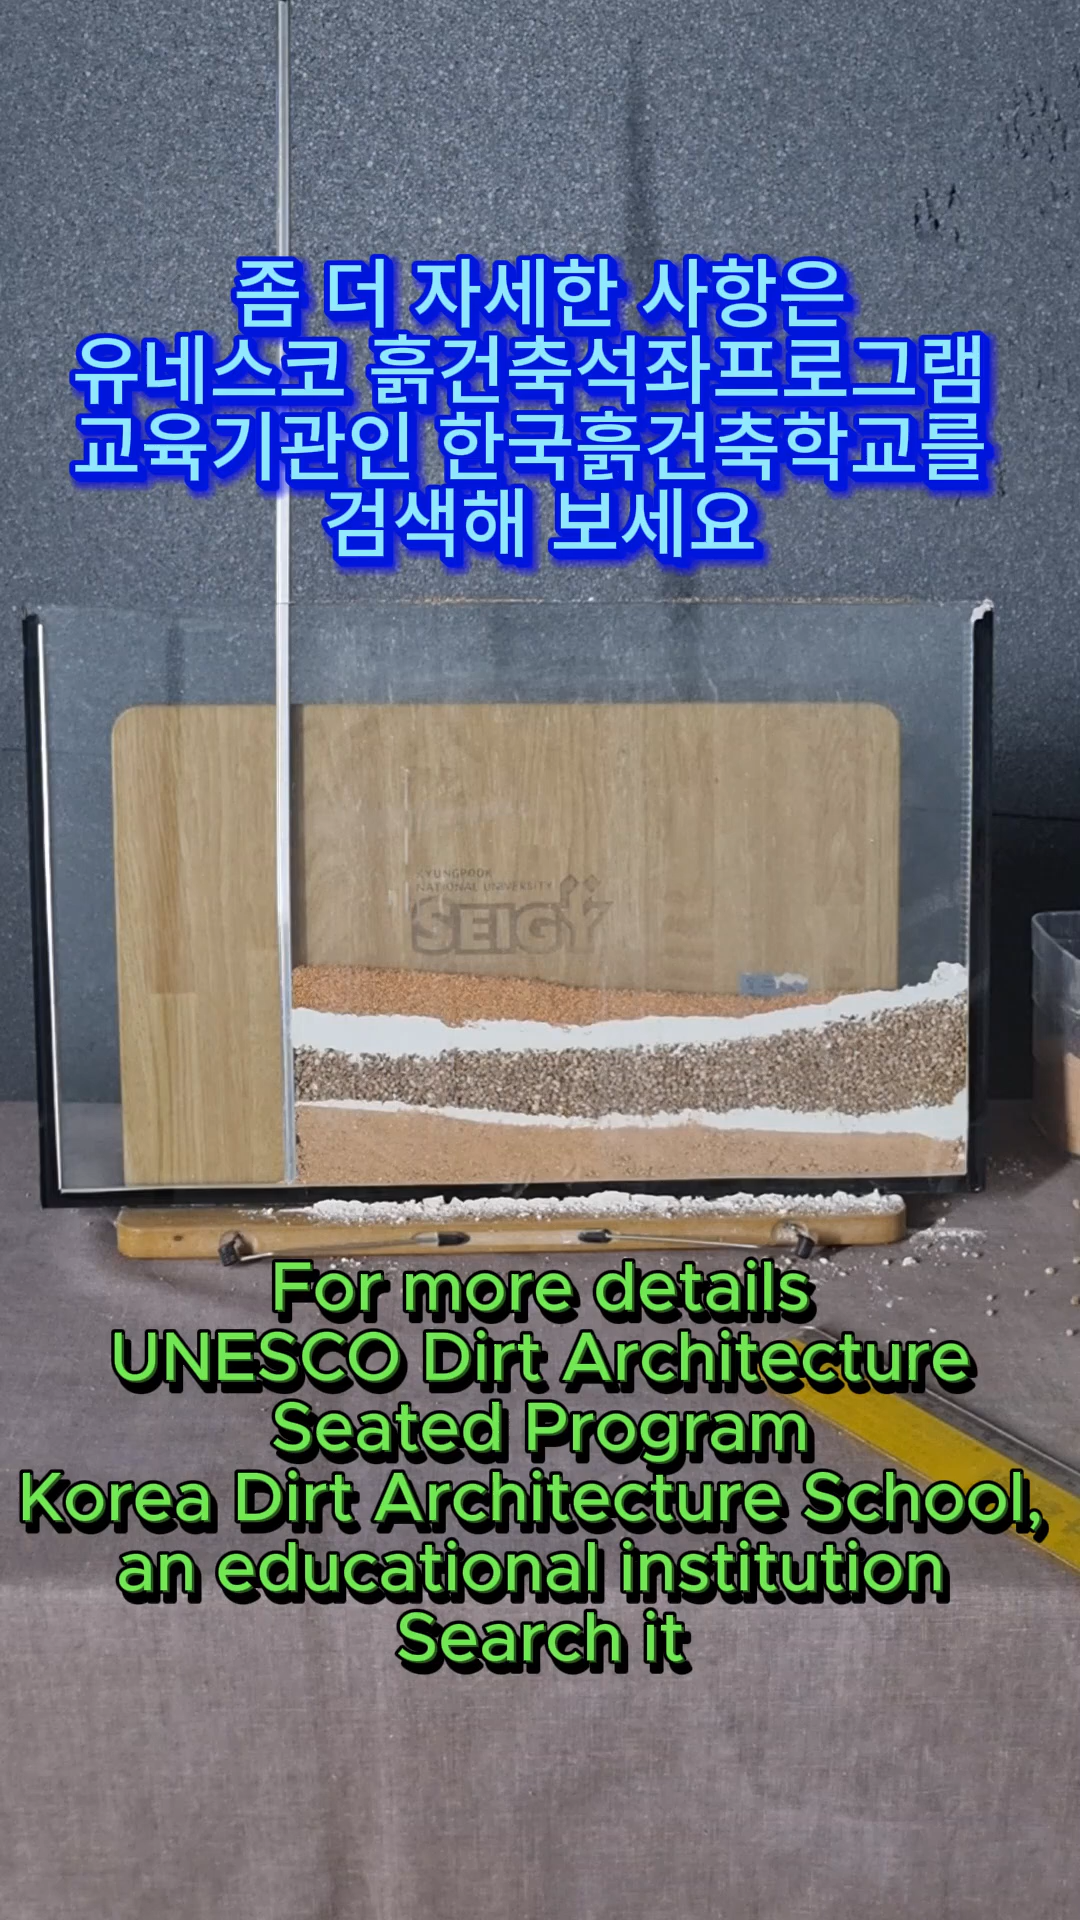 좀 더 자세한 사항은
유네스코 흙건축석좌프로그램
교육기관인 한국흙건축학교를
검색해 보세요
KYUNGPOOK
NATIONAL UNIVERSITY
SEIGY
For more details
UNESCO Dirt Architecture
Seated Program
Korea Dirt Architecture School,
an educational institution
Search it